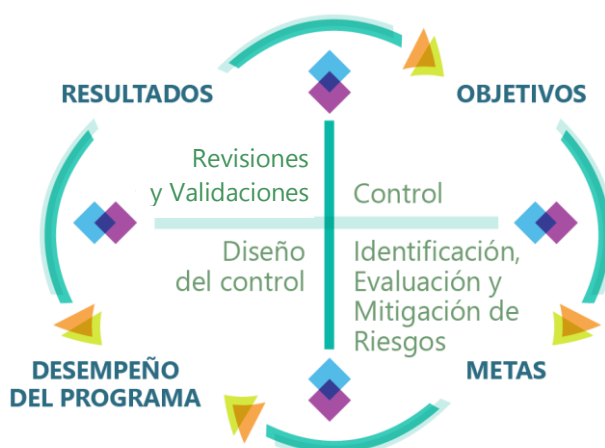 RESULTADOS
OBJETIVOS
Revisiones
y Validaciones
Control
Diseño
del control
Identificación,
Evaluación y
Mitigación de
Riesgos
DESEMPEÑO
DEL PROGRAMA
METAS